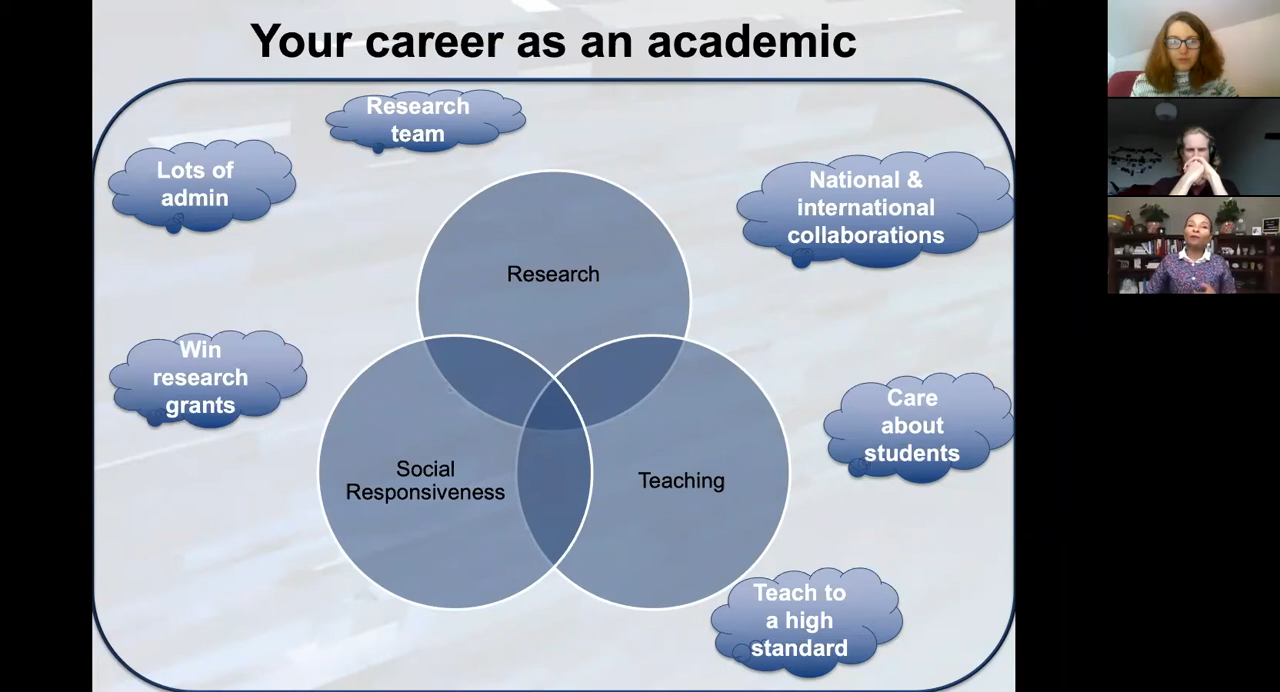 Your career as an academic
Research
team
Lots of
admin
National &
international
collaborations
Research
Win
research
grants
Care
about
students
Social
Responsiveness
Teaching
Teach to
a high
standard